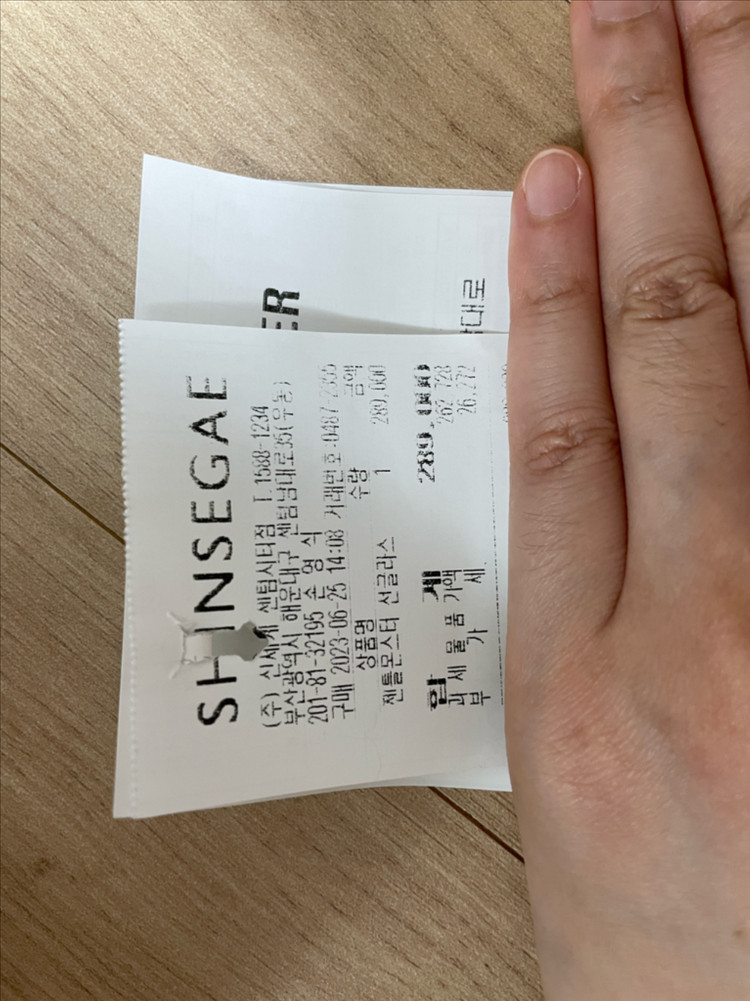 SHINSEGAE
(주) 신세계 센텀시티점 T.1588-1234
부산광역시 해운대구 센텀남대로35(우동)
201-81-32195 손 영 식
구매 2023-06-25 14:08 거래번호:0487-2335
상품명 수량 금액
젠틀몬스터 선글라스 1 289,000
합 계 289,000
과 세 물 품 가액 262,728
부 가 세 26,272
ER
남대로